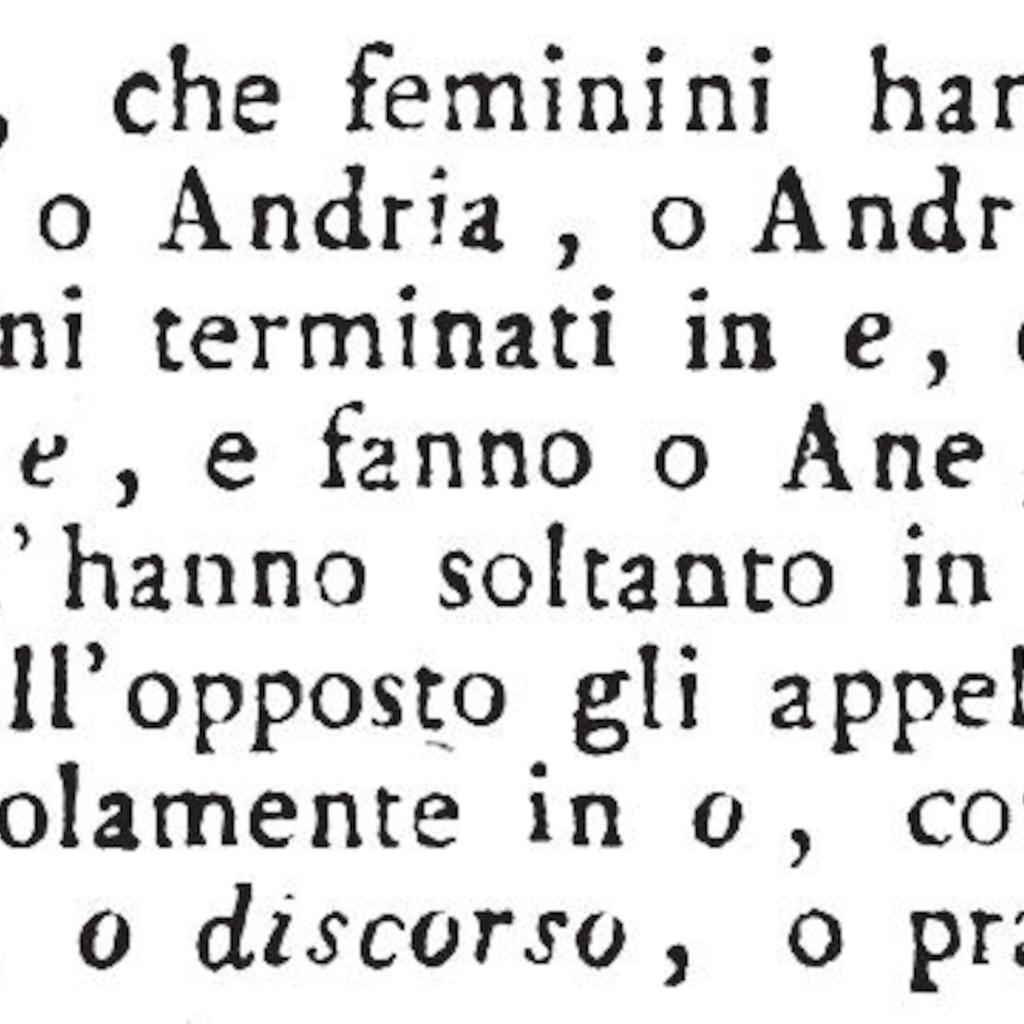 , che feminini han
o Andria , o Andr
ni terminati in e ,
e , e fanno o Ane
' hanno soltanto in
ll'opposto gli appel
olamente in o , co
o discorso , o pra